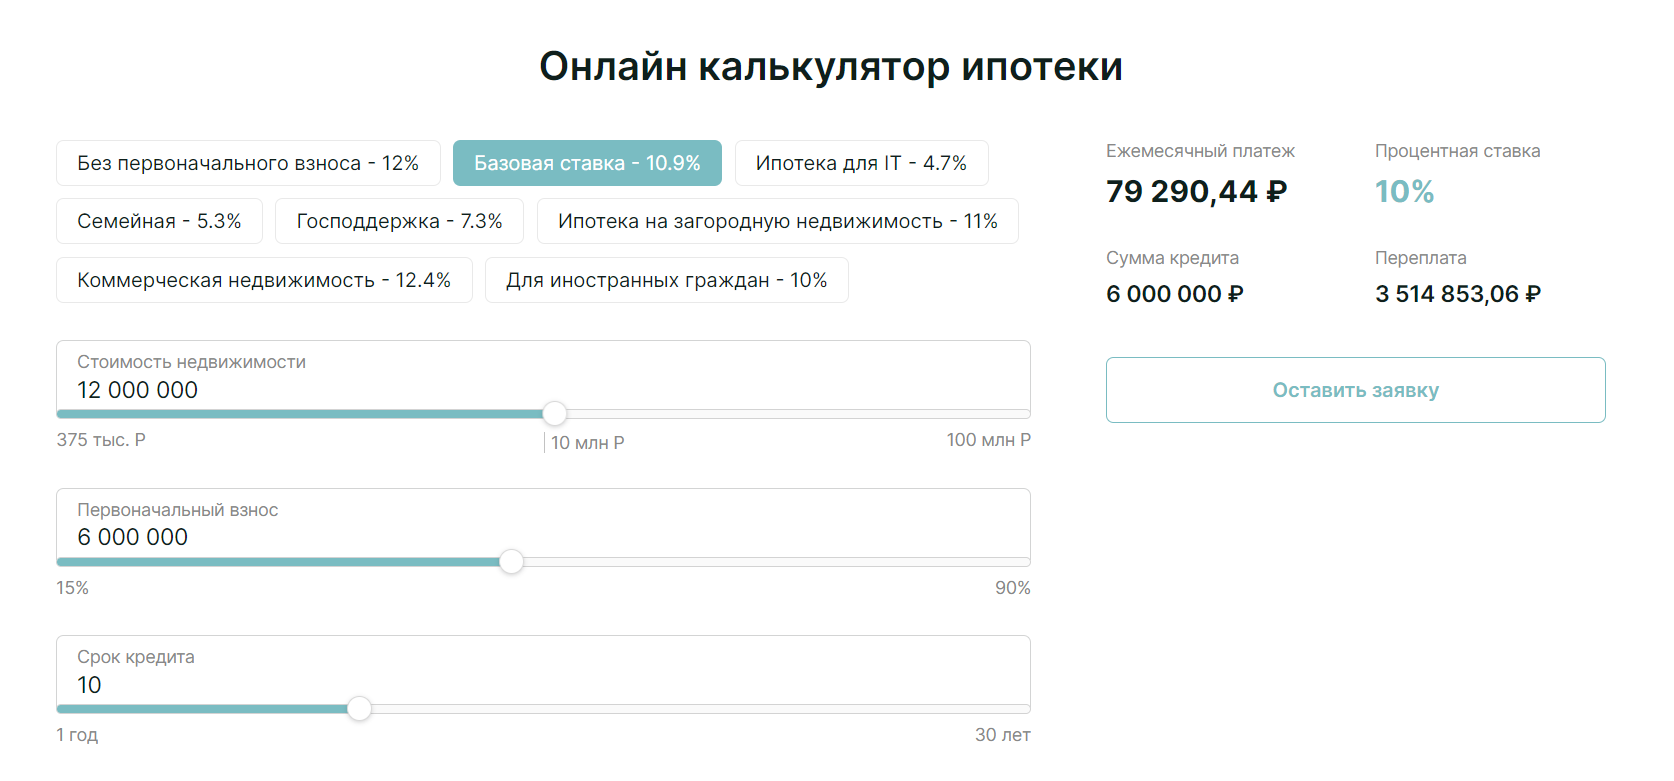 Онлайн калькулятор ипотеки
Без первоначального взноса - 12%
Базовая ставка - 10.9%
Ипотека для IT - 4.7%
Семейная - 5.3%
Господдержка - 7.3%
Ипотека на загородную недвижимость - 11%
Коммерческая недвижимость - 12.4%
Для иностранных граждан - 10%
Стоимость недвижимости
12 000 000
375 тыс. Р
10 млн Р
100 млн Р
Первоначальный взнос
6 000 000
15%
90%
Срок кредита
10
1 год
30 лет
Ежемесячный платеж
79 290,44 ₽
Процентная ставка
10%
Сумма кредита
6 000 000 ₽
Переплата
3 514 853,06 ₽
Оставить заявку